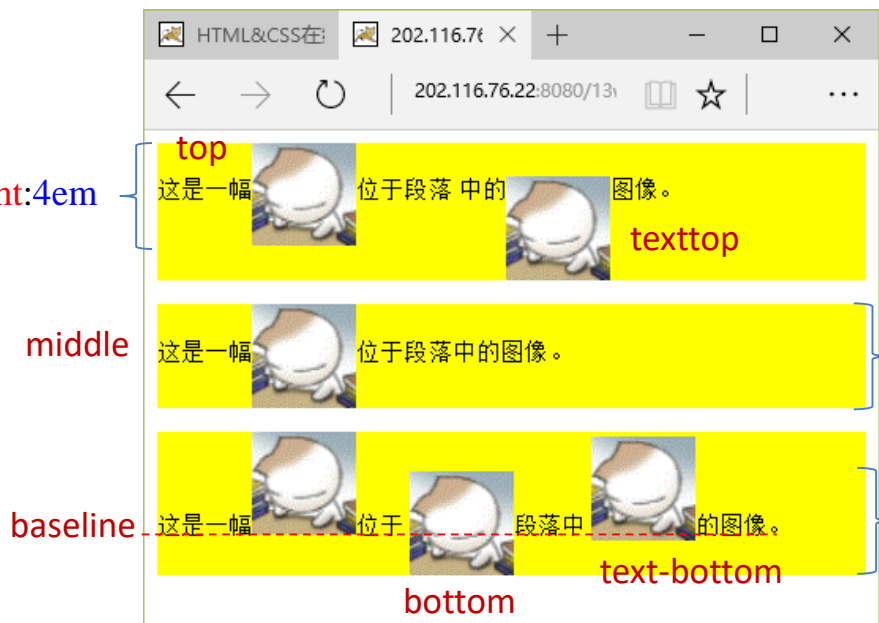 HTML&CSS在
202.116.76
202.116.76.22:8080/13
top
nt:4em
这是一幅 位于段落 中的 图像。
texttop
middle
这是一幅 位于段落中的图像。
baseline
这是一幅 位于 段落中 的图像。
text-bottom
bottom